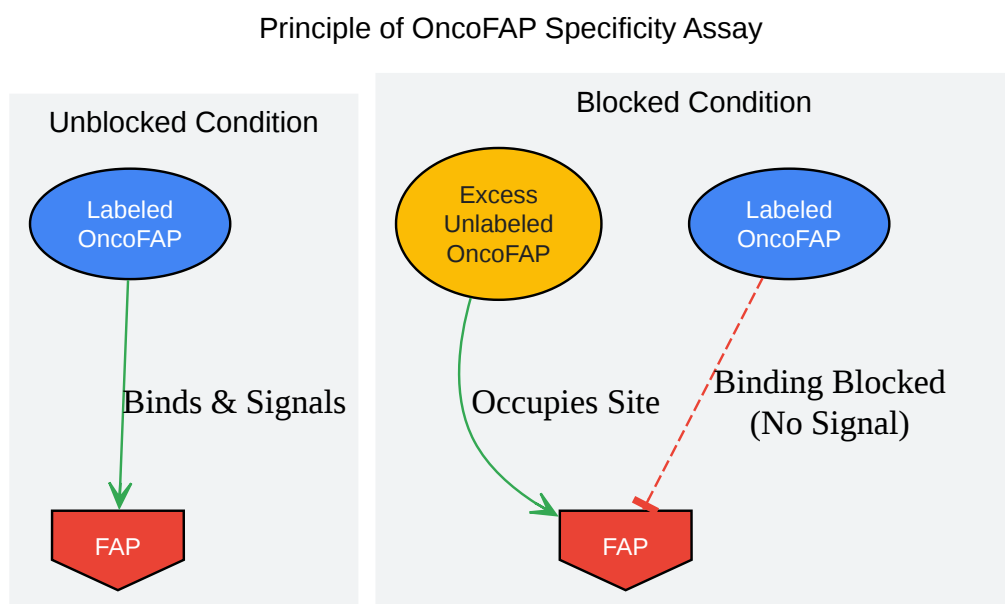 Principle of OncoFAP Specificity Assay
Unblocked Condition
Labeled
OncoFAP
Binds & Signals
FAP
Blocked Condition
Excess
Unlabeled
OncoFAP
Labeled
OncoFAP
Occupies Site
Binding Blocked
(No Signal)
FAP